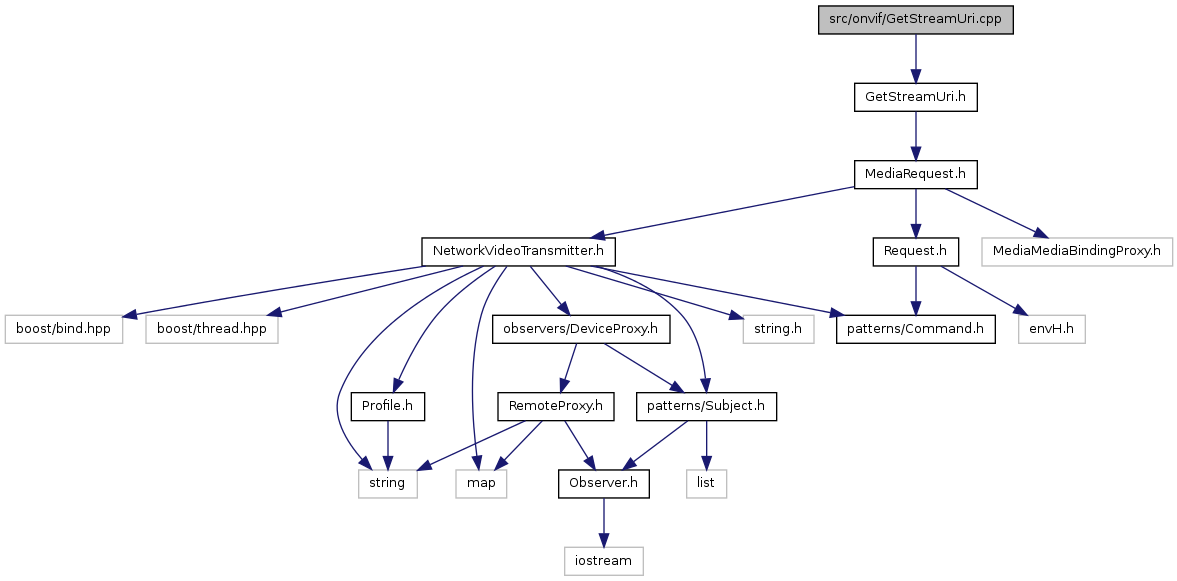 src/onvif/GetStreamUri.cpp
GetStreamUri.h
MediaRequest.h
NetworkVideoTransmitter.h
Request.h
MediaMediaBindingProxy.h
boost/bind.hpp
boost/thread.hpp
observers/DeviceProxy.h
string.h
patterns/Command.h
envH.h
Profile.h
RemoteProxy.h
patterns/Subject.h
string
map
Observer.h
list
iostream